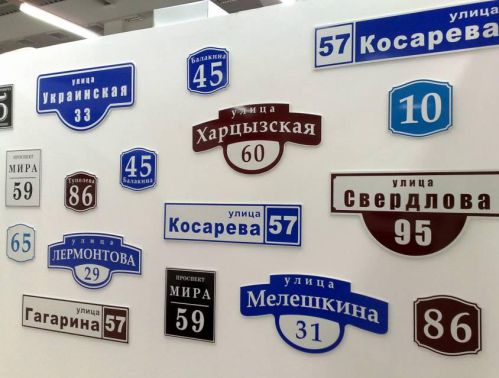 улица
57 Косарева
Балакина
45
улица
Украинская
33
5
10
улица
Харцызская
60
проспект
МИРА
59
Туполева
86
45
Балакина
улица
Свердлова
95
улица
Косарева 57
65
улица
ЛЕРМОНТОВА
29
улица
Гагарина 57
проспект
МИРА
59
улица
Мелешкина
31
86